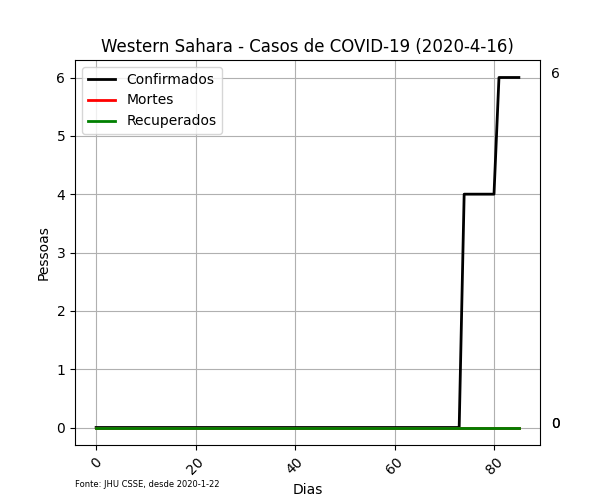 Western Sahara - Casos de COVID-19 (2020-4-16)
Confirmados
Mortes
Recuperados
6
5
4
3
2
1
0
Pessoas
6
0
0 20 40 60 80
Dias
Fonte: JHU CSSE, desde 2020-1-22